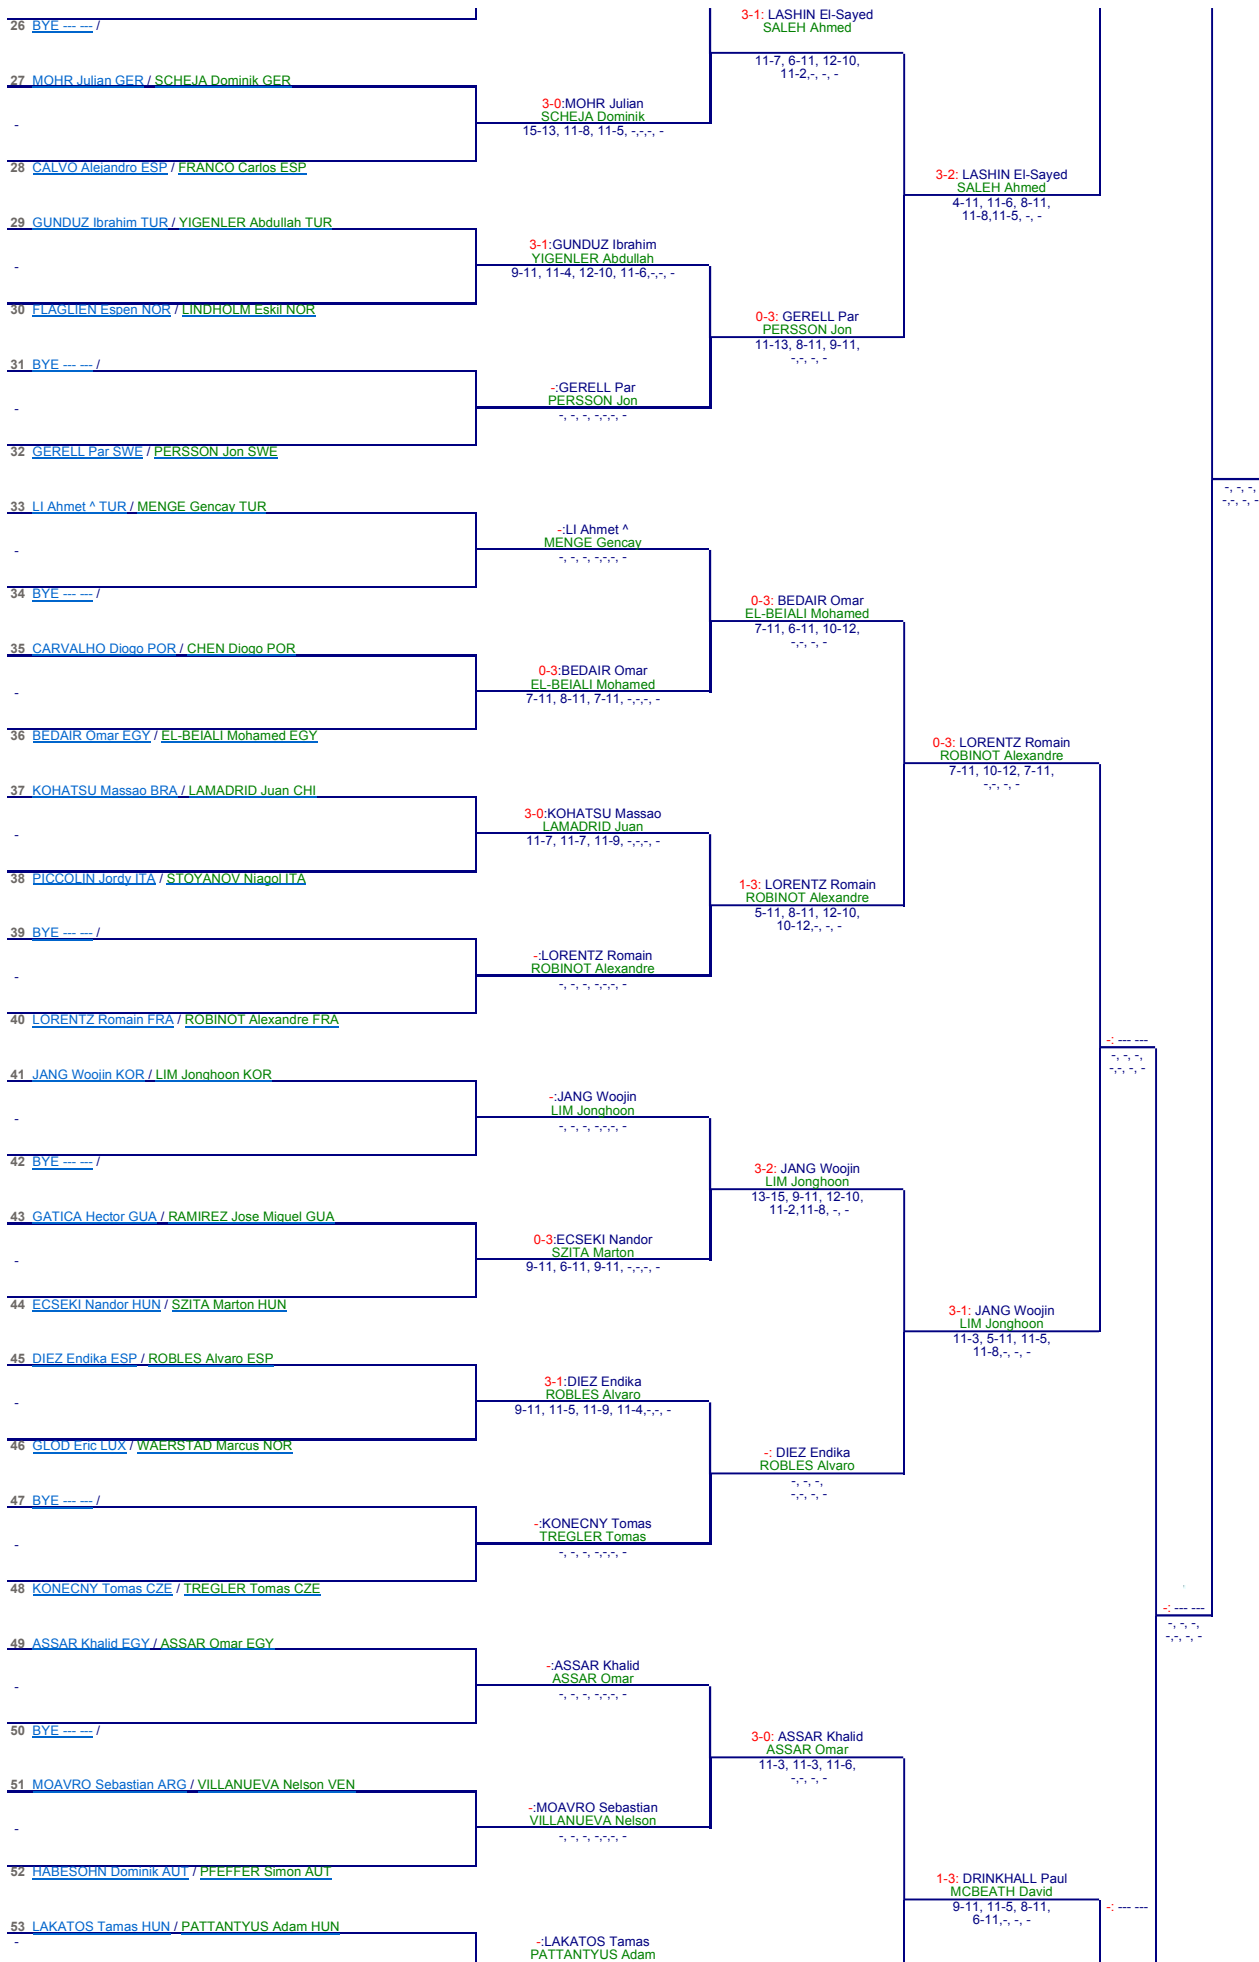 26 BYE --- --- /
3-1: LASHIN El-Sayed
SALEH Ahmed
11-7, 6-11, 12-10,
11-2,-, -, -
27 MOHR Julian GER / SCHEJA Dominik GER
-
3-0:MOHR Julian
SCHEJA Dominik
15-13, 11-8, 11-5, -,-,-, -
28 CALVO Alejandro ESP / FRANCO Carlos ESP
3-2: LASHIN El-Sayed
SALEH Ahmed
4-11, 11-6, 8-11,
11-8,11-5, -, -
29 GUNDUZ Ibrahim TUR / YIGENLER Abdullah TUR
-
3-1:GUNDUZ Ibrahim
YIGENLER Abdullah
9-11, 11-4, 12-10, 11-6,-,-, -
30 FLAGLIEN Espen NOR / LINDHOLM Eskil NOR
0-3: GERELL Par
PERSSON Jon
11-13, 8-11, 9-11,
-,-, -, -
31 BYE --- --- /
-
-:GERELL Par
PERSSON Jon
-, -, -, -,-,-, -
32 GERELL Par SWE / PERSSON Jon SWE
-, -, -,
-,-, -, -
33 LI Ahmet ^ TUR / MENGE Gencay TUR
-
-:LI Ahmet ^
MENGE Gencay
-, -, -, -,-,-, -
34 BYE --- --- /
0-3: BEDAIR Omar
EL-BEIALI Mohamed
7-11, 6-11, 10-12,
-,-, -, -
35 CARVALHO Diogo POR / CHEN Diogo POR
-
0-3:BEDAIR Omar
EL-BEIALI Mohamed
7-11, 8-11, 7-11, -,-,-, -
36 BEDAIR Omar EGY / EL-BEIALI Mohamed EGY
0-3: LORENTZ Romain
ROBINOT Alexandre
7-11, 10-12, 7-11,
-,-, -, -
37 KOHATSU Massao BRA / LAMADRID Juan CHI
-
3-0:KOHATSU Massao
LAMADRID Juan
11-7, 11-7, 11-9, -,-,-, -
38 PICCOLIN Jordy ITA / STOYANOV Niagol ITA
1-3: LORENTZ Romain
ROBINOT Alexandre
5-11, 8-11, 12-10,
10-12,-, -, -
39 BYE --- --- /
-
-:LORENTZ Romain
ROBINOT Alexandre
-, -, -, -,-,-, -
40 LORENTZ Romain FRA / ROBINOT Alexandre FRA
-: --- ---
-, -, -,
-,-, -, -
41 JANG Woojin KOR / LIM Jonghoon KOR
-
-:JANG Woojin
LIM Jonghoon
-, -, -, -,-,-, -
42 BYE --- --- /
3-2: JANG Woojin
LIM Jonghoon
13-15, 9-11, 12-10,
11-2,11-8, -, -
43 GATICA Hector GUA / RAMIREZ Jose Miguel GUA
-
0-3:ECSEKI Nandor
SZITA Marton
9-11, 6-11, 9-11, -,-,-, -
44 ECSEKI Nandor HUN / SZITA Marton HUN
3-1: JANG Woojin
LIM Jonghoon
11-3, 5-11, 11-5,
11-8,-, -, -
45 DIEZ Endika ESP / ROBLES Alvaro ESP
-
3-1:DIEZ Endika
ROBLES Alvaro
9-11, 11-5, 11-9, 11-4,-,-, -
46 GLOD Eric LUX / WAERSTAD Marcus NOR
-: DIEZ Endika
ROBLES Alvaro
-, -, -,
-,-, -, -
47 BYE --- --- /
-
-:KONECNY Tomas
TREGLER Tomas
-, -, -, -,-,-, -
48 KONECNY Tomas CZE / TREGLER Tomas CZE
-: --- ---
-, -, -,
-,-, -, -
49 ASSAR Khalid EGY / ASSAR Omar EGY
-
-:ASSAR Khalid
ASSAR Omar
-, -, -, -,-,-, -
50 BYE --- --- /
3-0: ASSAR Khalid
ASSAR Omar
11-3, 11-3, 11-6,
-,-, -, -
51 MOAVRO Sebastian ARG / VILLANUEVA Nelson VEN
-
-:MOAVRO Sebastian
VILLANUEVA Nelson
-, -, -, -,-,-, -
52 HABESOHN Dominik AUT / PFEFFER Simon AUT
1-3: DRINKHALL Paul
MCBEATH David
9-11, 11-5, 8-11,
6-11,-, -, -
-: --- ---
53 LAKATOS Tamas HUN / PATTANTYUS Adam HUN
-
-:LAKATOS Tamas
PATTANTYUS Adam